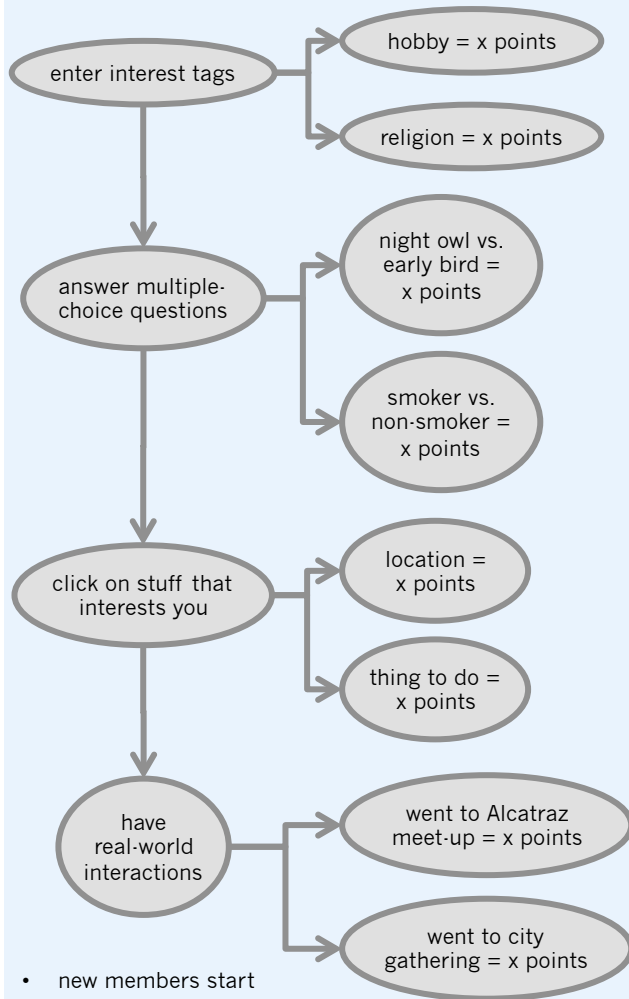 enter interest tags
hobby = x points
religion = x points
answer multiple-
choice questions
night owl vs.
early bird =
x points
smoker vs.
non-smoker =
x points
click on stuff that
interests you
location =
x points
thing to do =
x points
have
real-world
interactions
went to Alcatraz
meet-up = x points
went to city
gathering = x points
• new members start